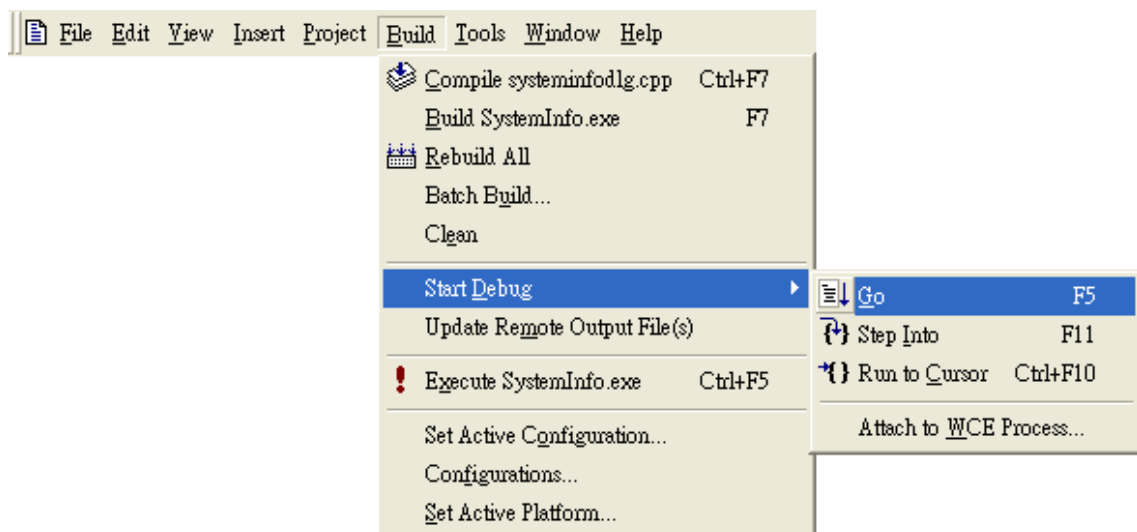 File Edit View Insert Project Build Tools Window Help
Compile systeminfodlg.cpp Ctrl+F7
Build SystemInfo.exe F7
Rebuild All
Batch Build...
Clean
Start Debug
Go F5
Step Into F11
Run to Cursor Ctrl+F10
Attach to WCE Process...
Update Remote Output File(s)
Execute SystemInfo.exe Ctrl+F5
Set Active Configuration...
Configurations...
Set Active Platform...